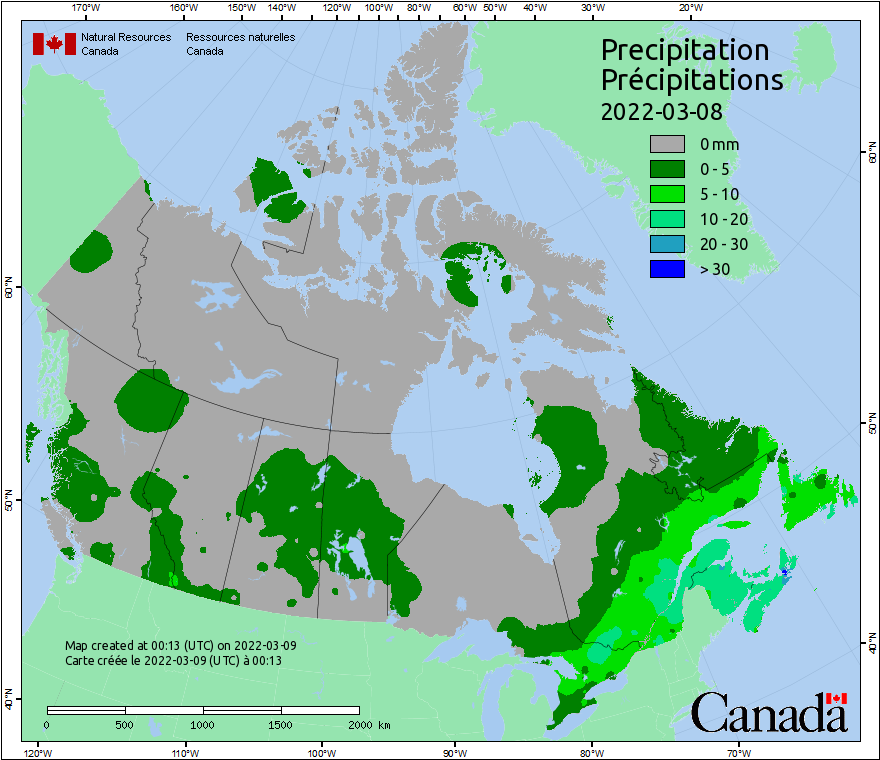 170°W 160°W 150°W 140°W 120°W 100°W 80°W 60°W 50°W 40°W 30°W 20°W
Natural Resources Ressources naturelles
Canada Canada
Precipitation
Précipitations
2022-03-08
0 mm
0 - 5
5 - 10
10 - 20
20 - 30
> 30
60°N
60°N
50°N
50°N
40°N
40°N
Map created at 00:13 (UTC) on 2022-03-09
Carte créée le 2022-03-09 (UTC) à 00:13
0 500 1000 1500 2000 km
Canada
120°W 110°W 100°W 90°W 80°W 70°W